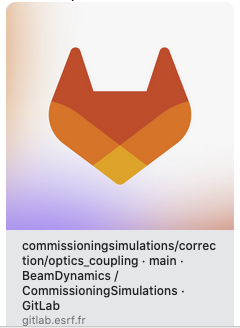 commissioningsimulations/correc
tion/optics_coupling · main ·
BeamDynamics /
CommissioningSimulations ·
GitLab
gitlab.esrf.fr